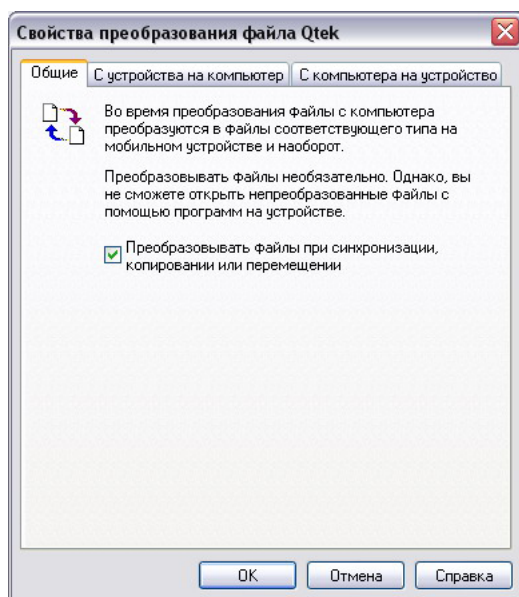 Свойства преобразования файла Qtek
Общие
С устройства на компьютер
С компьютера на устройство
Во время преобразования файлы с компьютера
преобразуются в файлы соответствующего типа на
мобильном устройстве и наоборот.
Преобразовывать файлы необязательно. Однако, вы
не сможете открыть непреобразованные файлы с
помощью программ на устройстве.
Преобразовывать файлы при синхронизации,
копировании или перемещении
OK
Отмена
Справка